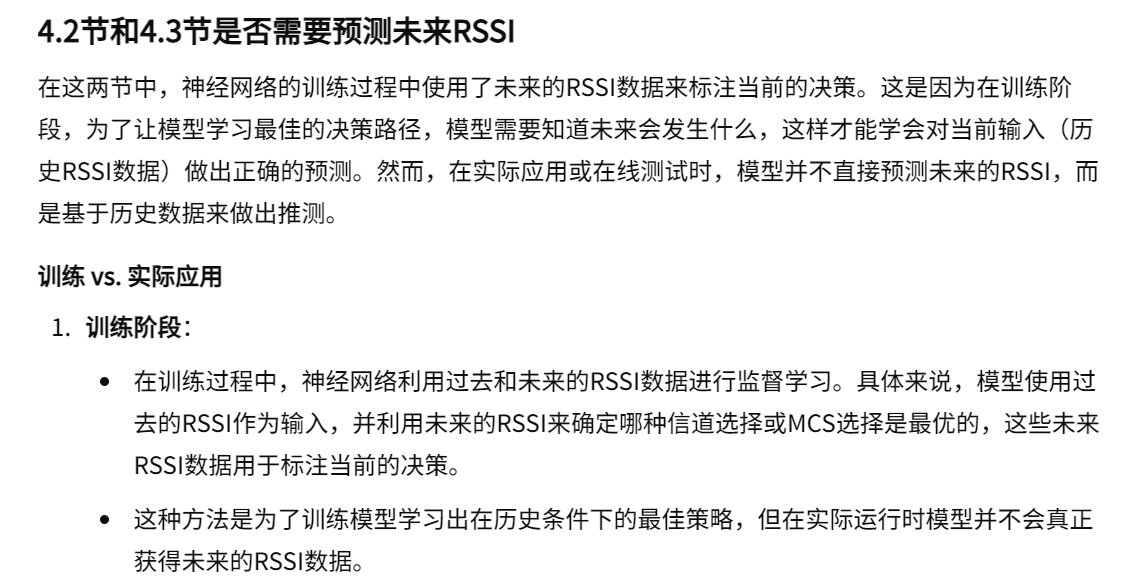 4.2节和4.3节是否需要预测未来RSSI
在这两节中，神经网络的训练过程中使用了未来的RSSI数据来标注当前的决策。这是因为在训练阶
段，为了让模型学习最佳的决策路径，模型需要知道未来会发生什么，这样才能学会对当前输入（历
史RSSI数据）做出正确的预测。然而，在实际应用或在线测试时，模型并不直接预测未来的RSSI，而
是基于历史数据来做出推测。
训练 vs. 实际应用
1. 训练阶段：
• 在训练过程中，神经网络利用过去和未来的RSSI数据进行监督学习。具体来说，模型使用过
去的RSSI作为输入，并利用未来的RSSI来确定哪种信道选择或MCS选择是最优的，这些未来
RSSI数据用于标注当前的决策。
• 这种方法是为了训练模型学习出在历史条件下的最佳策略，但在实际运行时模型并不会真正
获得未来的RSSI数据。